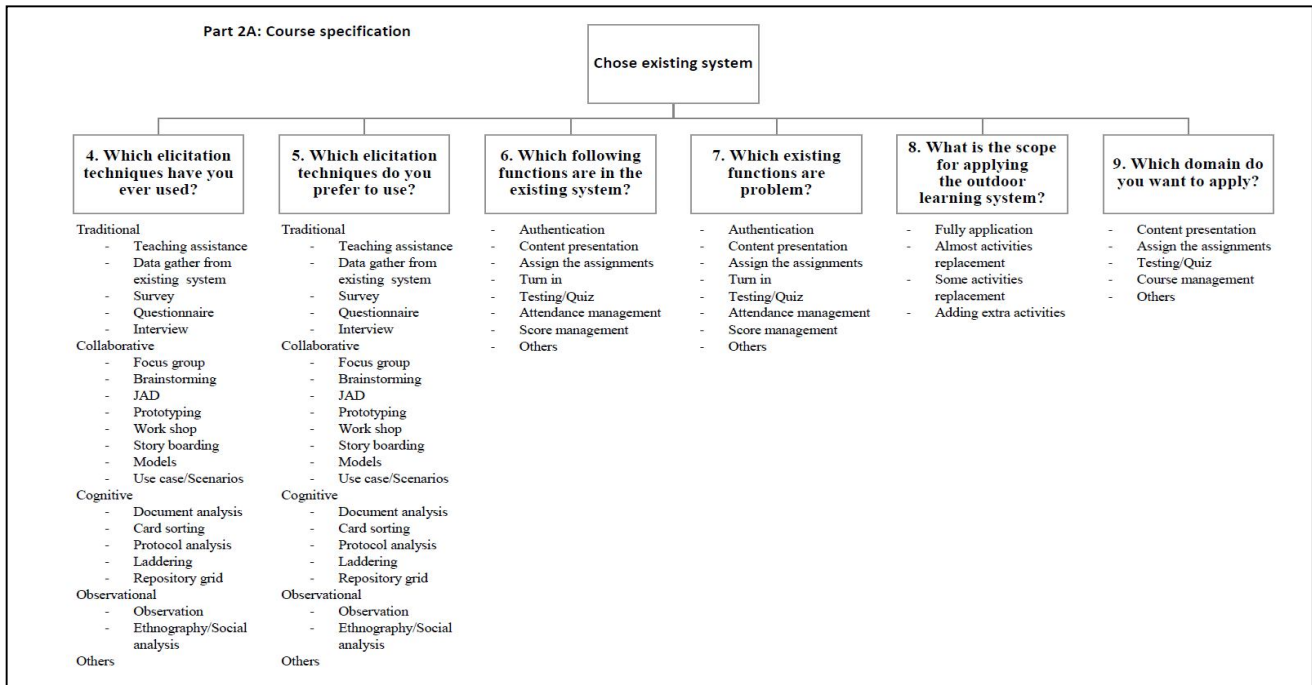 Part 2A: Course specification
Chose existing system
4. Which elicitation
techniques have you
ever used?
Traditional
- Teaching assistance
- Data gather from
existing system
- Survey
- Questionnaire
- Interview
Collaborative
- Focus group
- Brainstorming
- JAD
- Prototyping
- Work shop
- Story boarding
- Models
- Use case/Scenarios
Cognitive
- Document analysis
- Card sorting
- Protocol analysis
- Laddering
- Repository grid
Observational
- Observation
- Ethnography/Social
analysis
Others
5. Which elicitation
techniques do you
prefer to use?
Traditional
- Teaching assistance
- Data gather from
existing system
- Survey
- Questionnaire
- Interview
Collaborative
- Focus group
- Brainstorming
- JAD
- Prototyping
- Work shop
- Story boarding
- Models
- Use case/Scenarios
Cognitive
- Document analysis
- Card sorting
- Protocol analysis
- Laddering
- Repository grid
Observational
- Observation
- Ethnography/Social
analysis
Others
6. Which following
functions are in the
existing system?
- Authentication
- Content presentation
- Assign the assignments
- Turn in
- Testing/Quiz
- Attendance management
- Score management
- Others
7. Which existing
functions are
problem?
- Authentication
- Content presentation
- Assign the assignments
- Turn in
- Testing/Quiz
- Attendance management
- Score management
- Others
8. What is the scope
for applying
the outdoor
learning system?
- Fully application
- Almost activities
replacement
- Some activities
replacement
- Adding extra activities
9. Which domain do
you want to apply?
- Content presentation
- Assign the assignments
- Testing/Quiz
- Course management
- Others